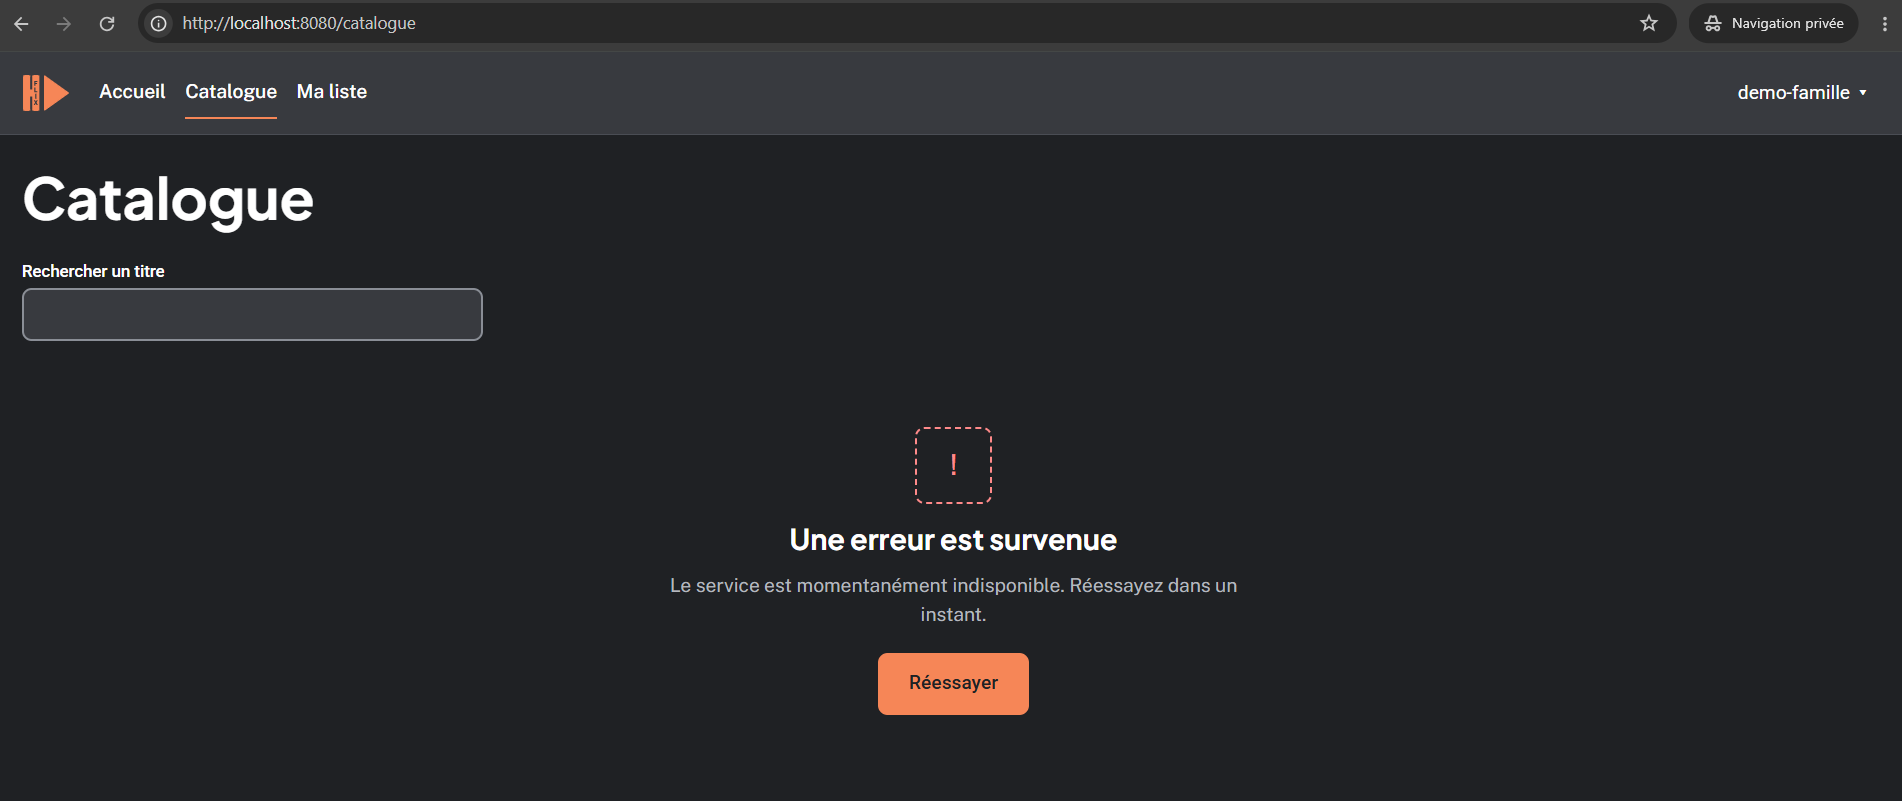 http://localhost:8080/catalogue
Navigation privée
FLIX
Accueil
Catalogue
Ma liste
demo-famille
Catalogue
Rechercher un titre
!
Une erreur est survenue
Le service est momentanément indisponible. Réessayez dans un
instant.
Réessayer